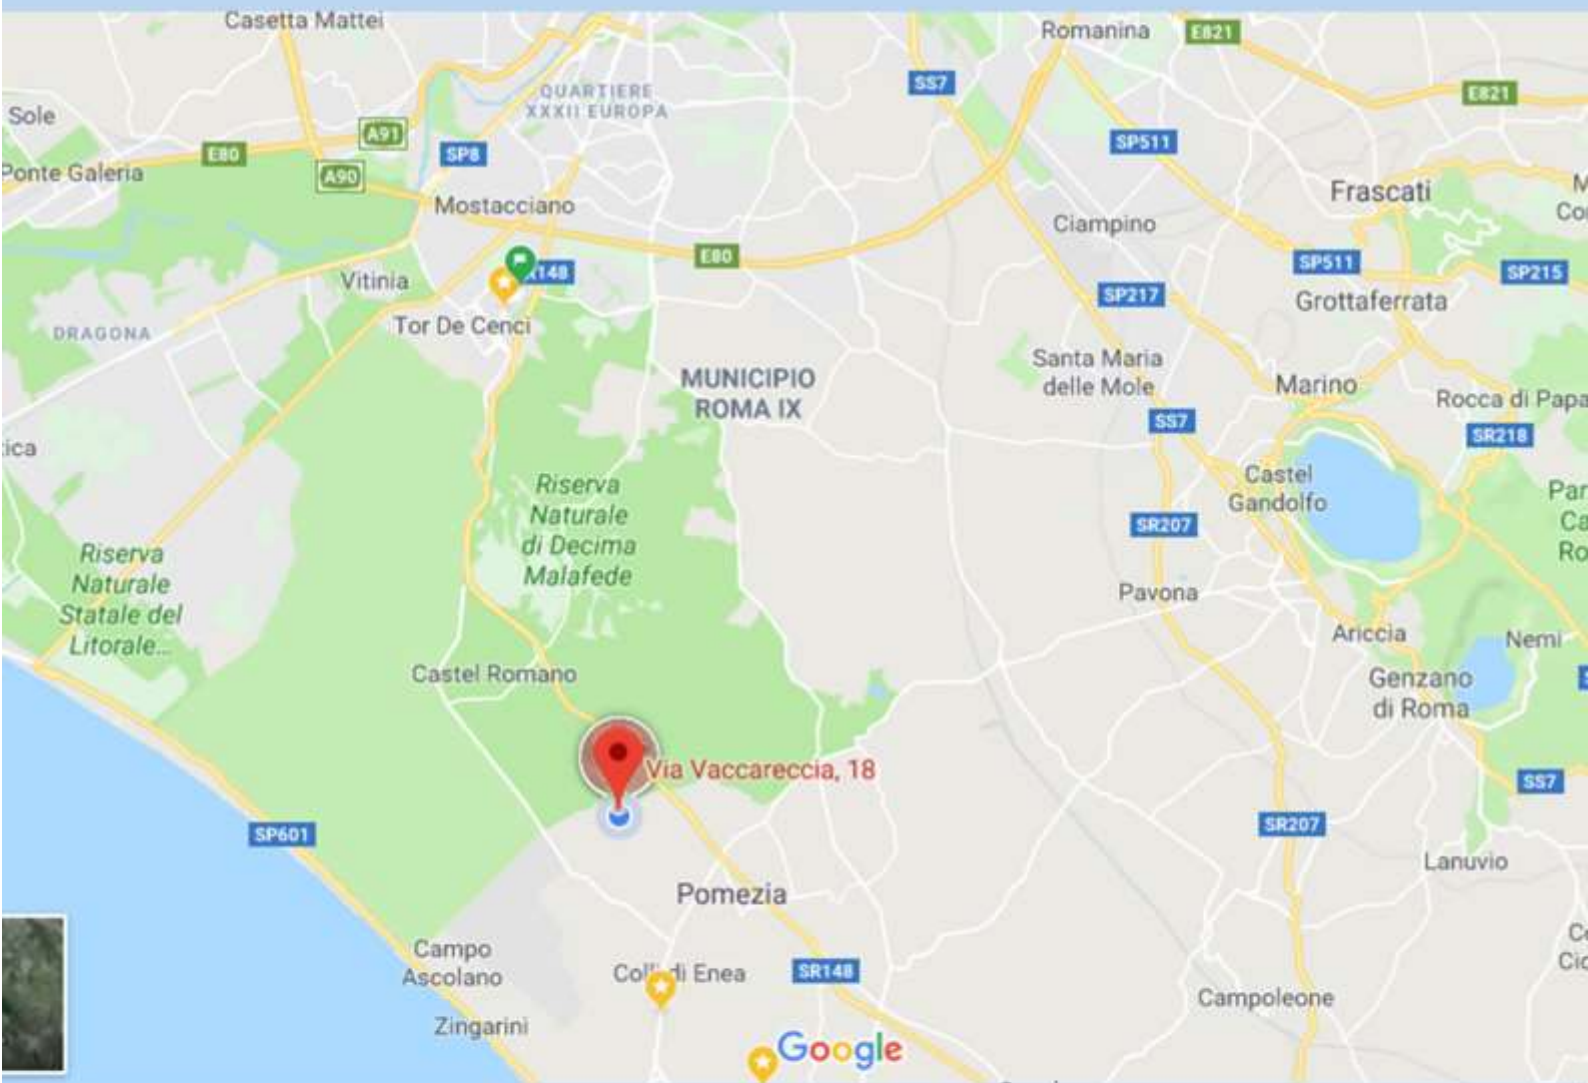 Casetta Mattei
Romanina
E821
QUARTIERE
XXXII EUROPA
SS7
E821
Sole
A91
SP8
SP511
E80
Ponte Galeria
A90
Frascati
Mostacciano
Ciampino
E80
SP511
SP215
Vitinia
SP217
Grottaferrata
Tor De Cenci
DRAGONA
Santa Maria
delle Mole
MUNICIPIO
ROMA IX
Marino
Rocca di Papa
SS7
SR218
Castel
Gandolfo
Riserva
Naturale
di Decima
Malafede
SR207
Riserva
Naturale
Statale del
Litorale...
Pavona
Ariccia
Nemi
Castel Romano
Genzano
di Roma
Via Vaccareccia, 18
SS7
SP601
SR207
Lanuvio
Pomezia
Campo
Ascolano
Colli di Enea
SR148
Campoleone
Zingarini
Google